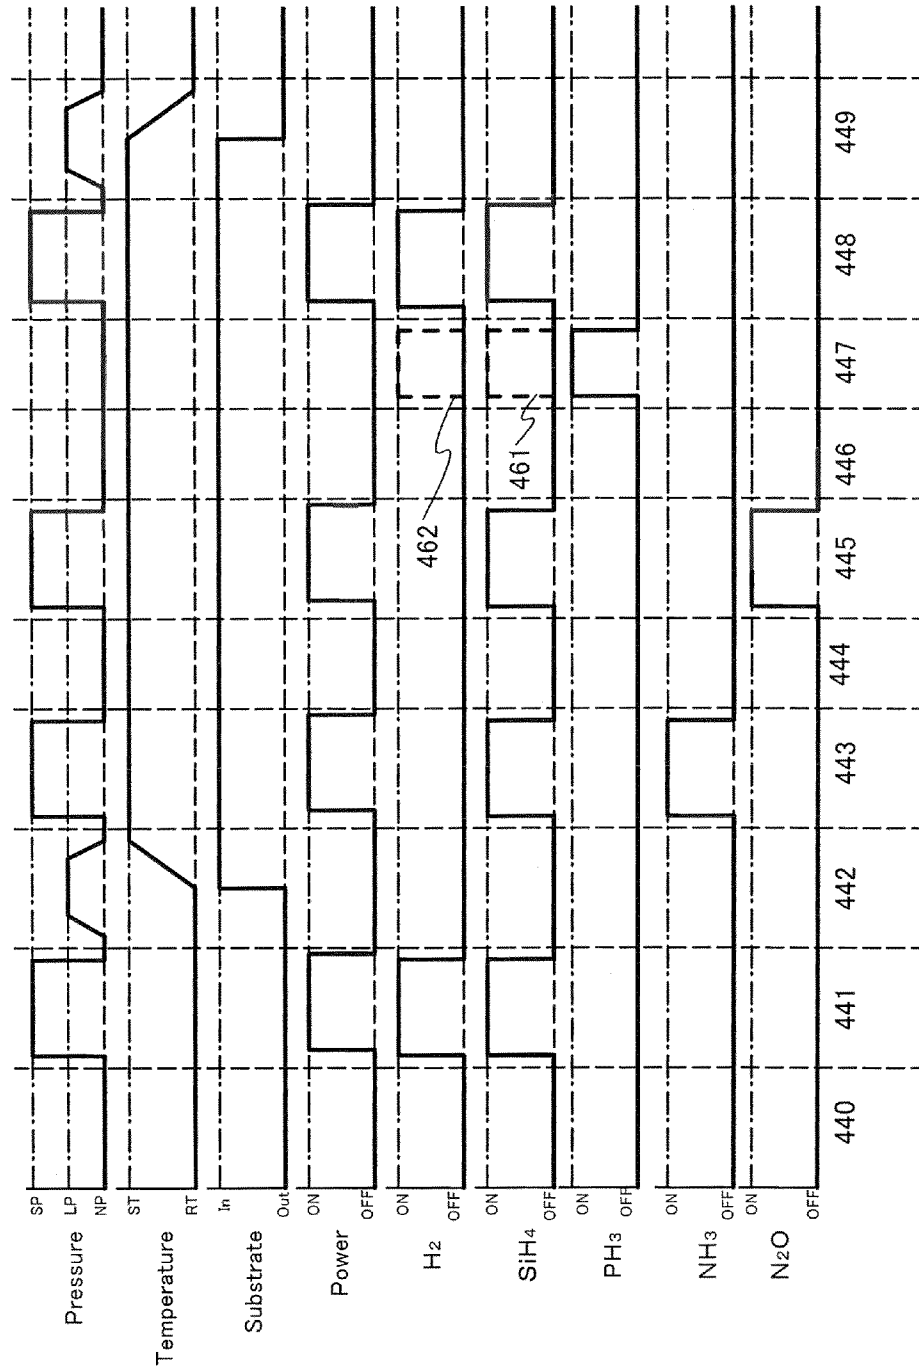 SP
LP
NP
Pressure
ST
RT
Temperature
In
Out
Substrate
ON
OFF
Power
ON
OFF
H2
ON
OFF
SiH4
ON
OFF
PH3
ON
OFF
NH3
ON
OFF
N2O
462
461
440 441 442 443 444 445 446 447 448 449